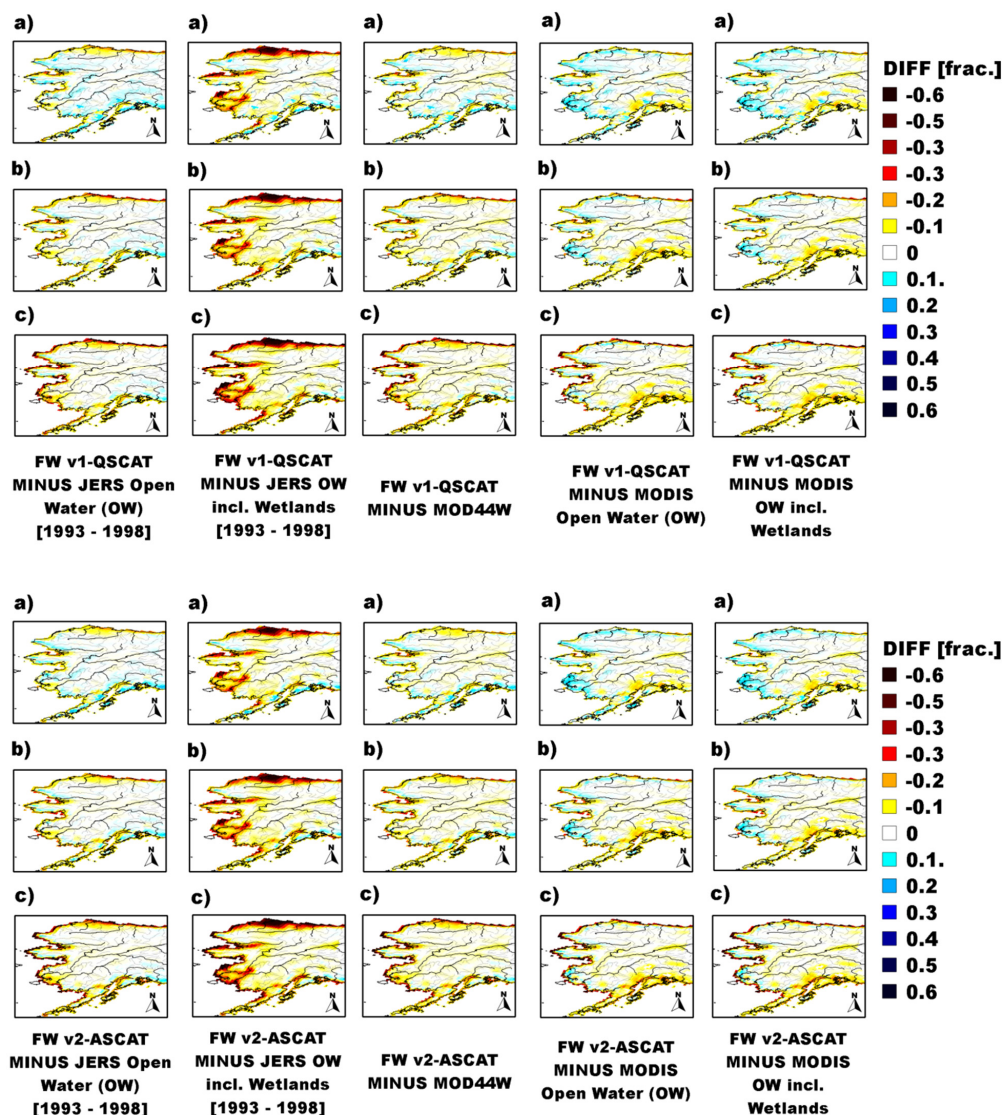 a)
a)
a)
a)
a)
N
N
N
N
N
b)
b)
b)
b)
b)
N
N
N
N
N
c)
c)
c)
c)
c)
N
N
N
N
N
DIFF [frac.]
-0.6
-0.5
-0.3
-0.3
-0.2
-0.1
0
0.1.
0.2
0.3
0.4
0.5
0.6
FW v1-QSCAT
MINUS JERS Open
Water (OW)
[1993 - 1998]
FW v1-QSCAT
MINUS JERS OW
incl. Wetlands
[1993 - 1998]
FW v1-QSCAT
MINUS MOD44W
FW v1-QSCAT
MINUS MODIS
Open Water (OW)
FW v1-QSCAT
MINUS MODIS
OW incl.
Wetlands
a)
a)
a)
a)
a)
N
N
N
N
N
b)
b)
b)
b)
b)
N
N
N
N
N
c)
c)
c)
c)
c)
N
N
N
N
N
DIFF [frac.]
-0.6
-0.5
-0.3
-0.3
-0.2
-0.1
0
0.1.
0.2
0.3
0.4
0.5
0.6
FW v2-ASCAT
MINUS JERS Open
Water (OW)
[1993 - 1998]
FW v2-ASCAT
MINUS JERS OW
incl. Wetlands
[1993 - 1998]
FW v2-ASCAT
MINUS MOD44W
FW v2-ASCAT
MINUS MODIS
Open Water (OW)
FW v2-ASCAT
MINUS MODIS
OW incl.
Wetlands